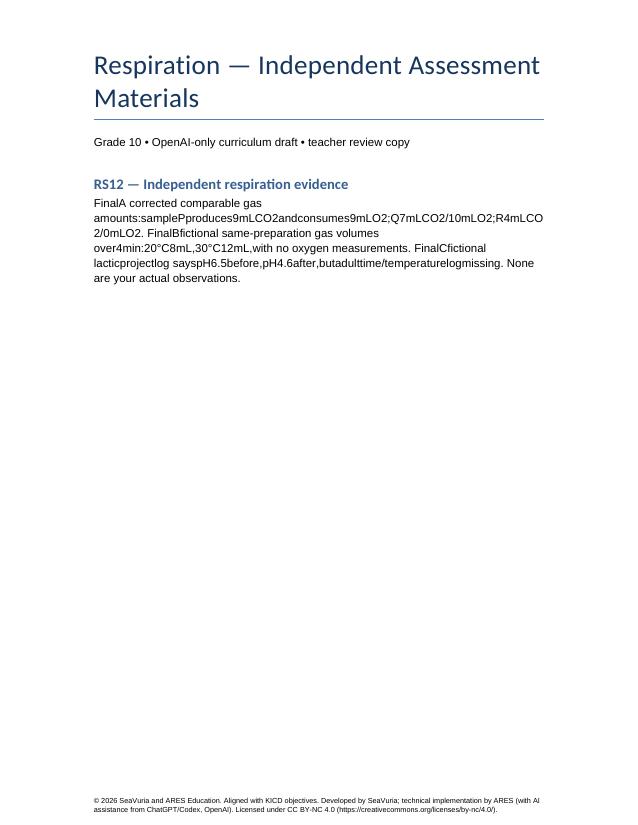 Respiration — Independent Assessment
Materials
Grade 10 • OpenAI-only curriculum draft • teacher review copy
RS12 — Independent respiration evidence
FinalA corrected comparable gas
amounts:samplePproduces9mLCO2andconsumes9mLO2;Q7mLCO2/10mLO2;R4mLCO
2/0mLO2. FinalBfictional same-preparation gas volumes
over4min:20°C8mL,30°C12mL,with no oxygen measurements. FinalCfictional
lacticprojectlog sayspH6.5before,pH4.6after,butadulttime/temperaturelogmissing. None
are your actual observations.
© 2026 SeaVuria and ARES Education. Aligned with KICD objectives. Developed by SeaVuria; technical implementation by ARES (with AI
assistance from ChatGPT/Codex, OpenAI). Licensed under CC BY-NC 4.0 (https://creativecommons.org/licenses/by-nc/4.0/).